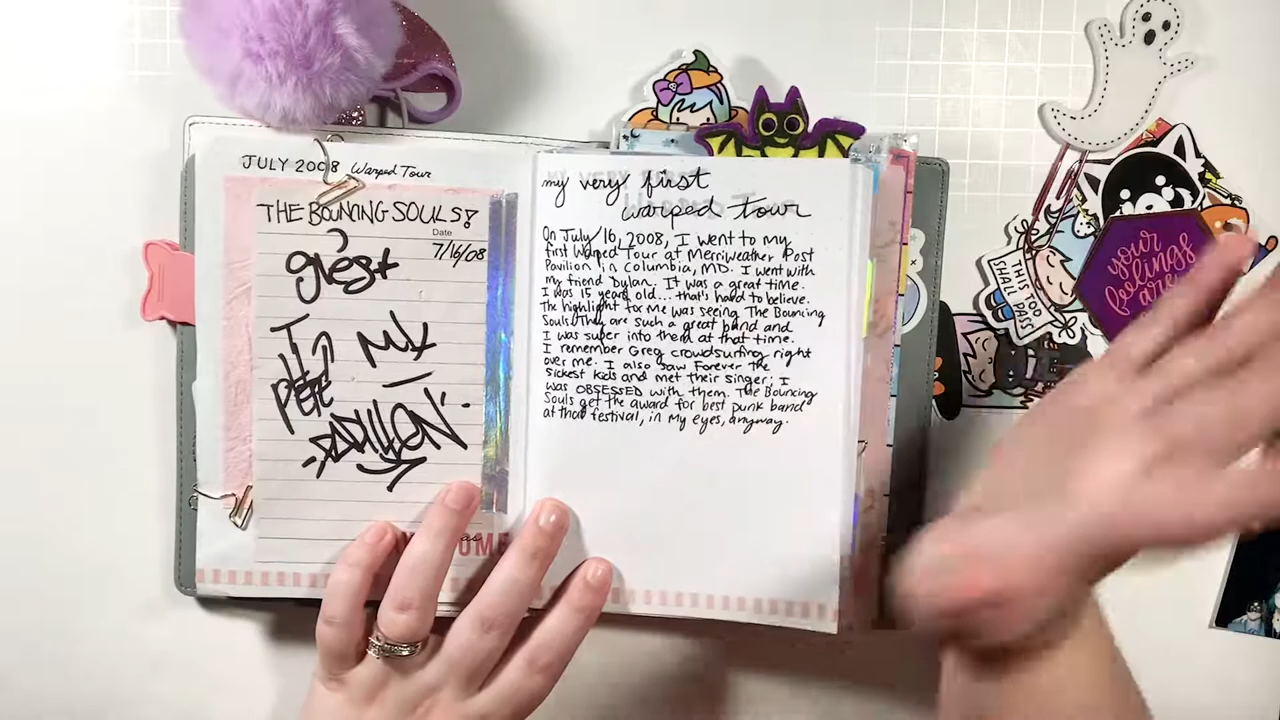 JULY 2008 Warped Tour
THE BOUNCING SOULS!
Date
7/16/08
greg
TO MK
PETE
PAPILLON
my very first
warped tour
On July 16, 2008, I went to my
first Warped Tour at Merriweather Post
Pavilion in Columbia, MD. I went with
my friend Dylan. It was a great time.
I was 15 years old... that's hard to believe.
The highlight for me was seeing The Bouncing
Souls. They are such a great band and
I was super into them at that time.
I remember Greg crowdsurfing right
over me. I also saw Forever the
Sickest Kids and met their singer; I
was OBSESSED with them. The Bouncing
Souls get the award for best punk band
at that festival, in my eyes, anyway.
THIS TOO
SHALL PASS
your
feelings
are